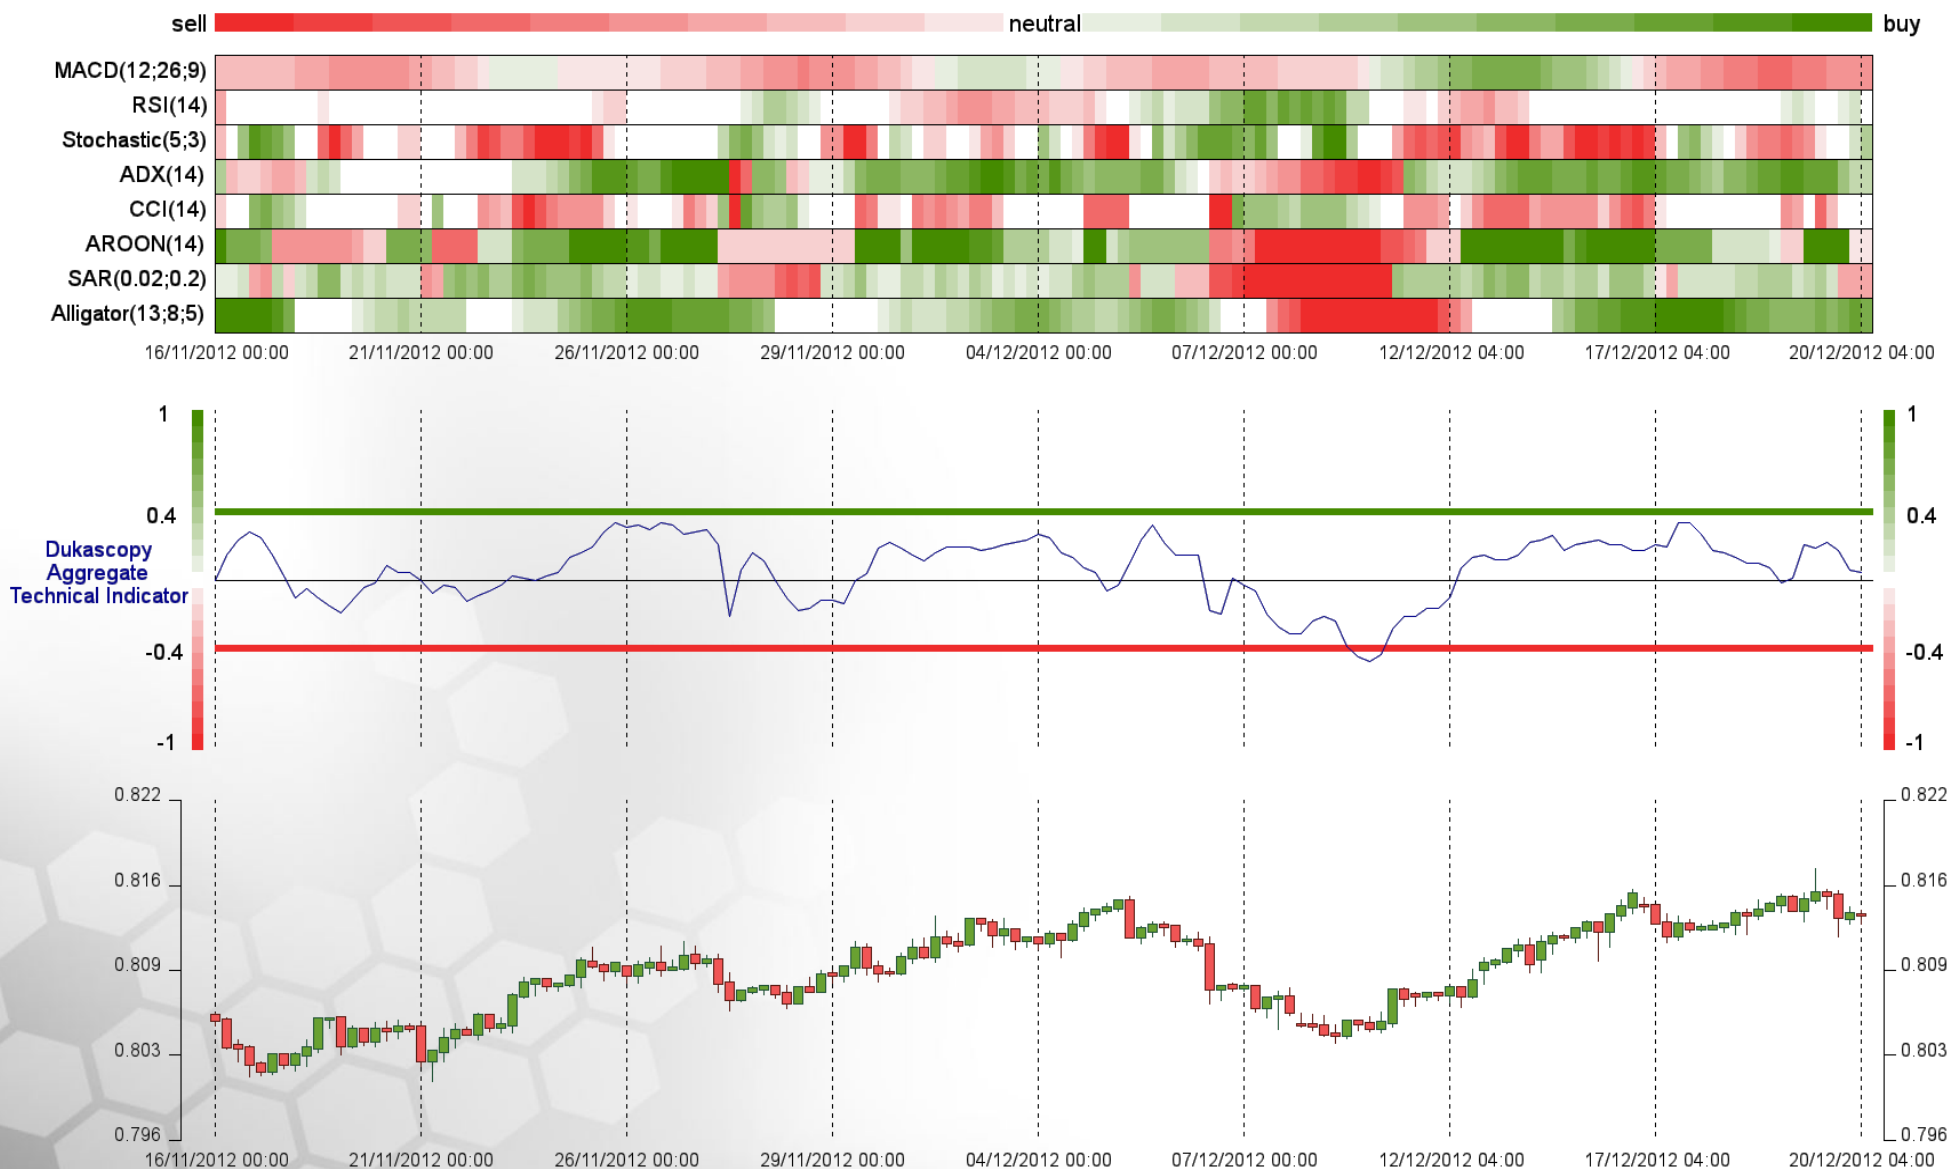 sell neutral buy
MACD(12;26;9)
RSI(14)
Stochastic(5;3)
ADX(14)
CCI(14)
AROON(14)
SAR(0.02;0.2)
Alligator(13;8;5)
16/11/2012 00:00 21/11/2012 00:00 26/11/2012 00:00 29/11/2012 00:00 04/12/2012 00:00 07/12/2012 00:00 12/12/2012 04:00 17/12/2012 04:00 20/12/2012 04:00
1 1
0.4 0.4
Dukascopy
Aggregate
Technical Indicator
-0.4 -0.4
-1 -1
0.822 0.822
0.816 0.816
0.809 0.809
0.803 0.803
0.796 0.796
16/11/2012 00:00 21/11/2012 00:00 26/11/2012 00:00 29/11/2012 00:00 04/12/2012 00:00 07/12/2012 00:00 12/12/2012 04:00 17/12/2012 04:00 20/12/2012 04:00